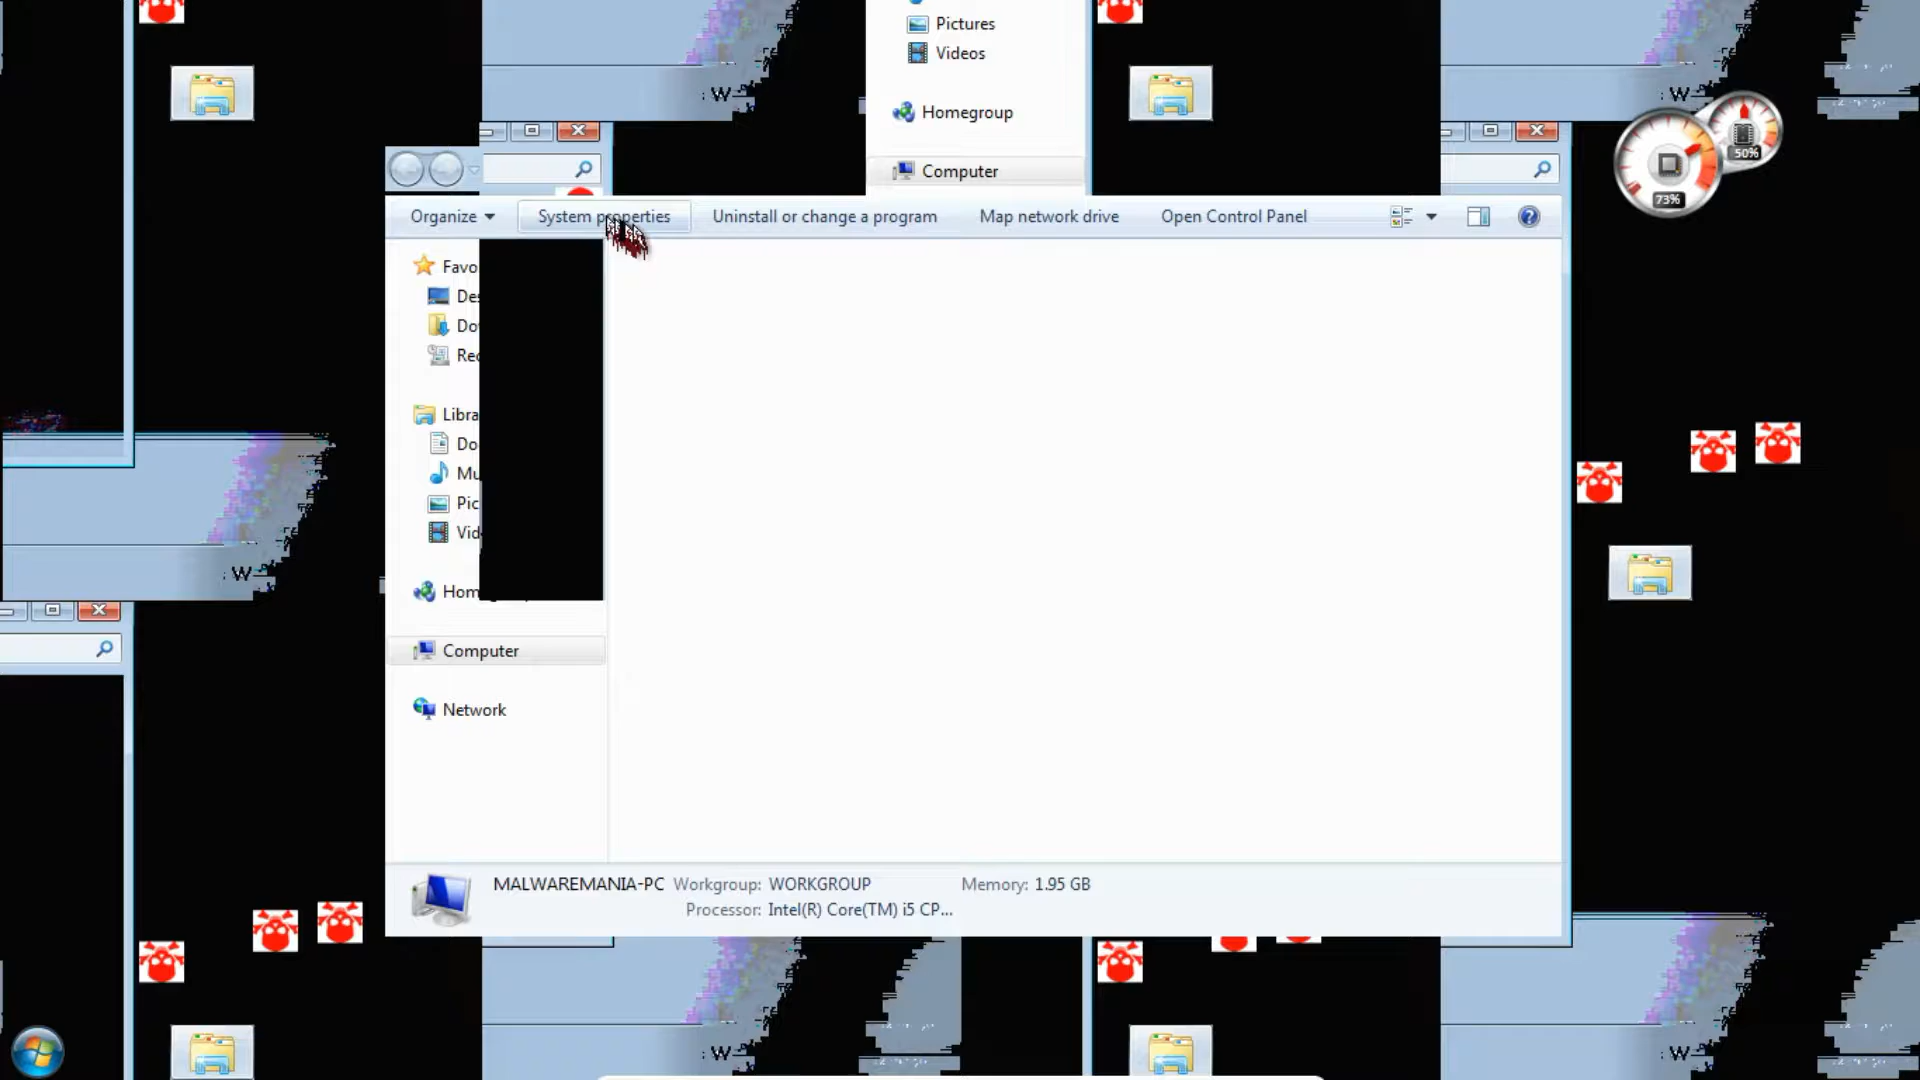 Pictures
Videos
W
W
Homegroup
50%
Computer
73%
Organize System properties Uninstall or change a program Map network drive Open Control Panel
Favo
Des
Do
Rec
Libra
Do
Mu
Pic
Vid
W
Hom
Computer
Network
MALWAREMANIA-PC Workgroup: WORKGROUP Memory: 1.95 GB
Processor: Intel(R) Core(TM) i5 CP...
W
W